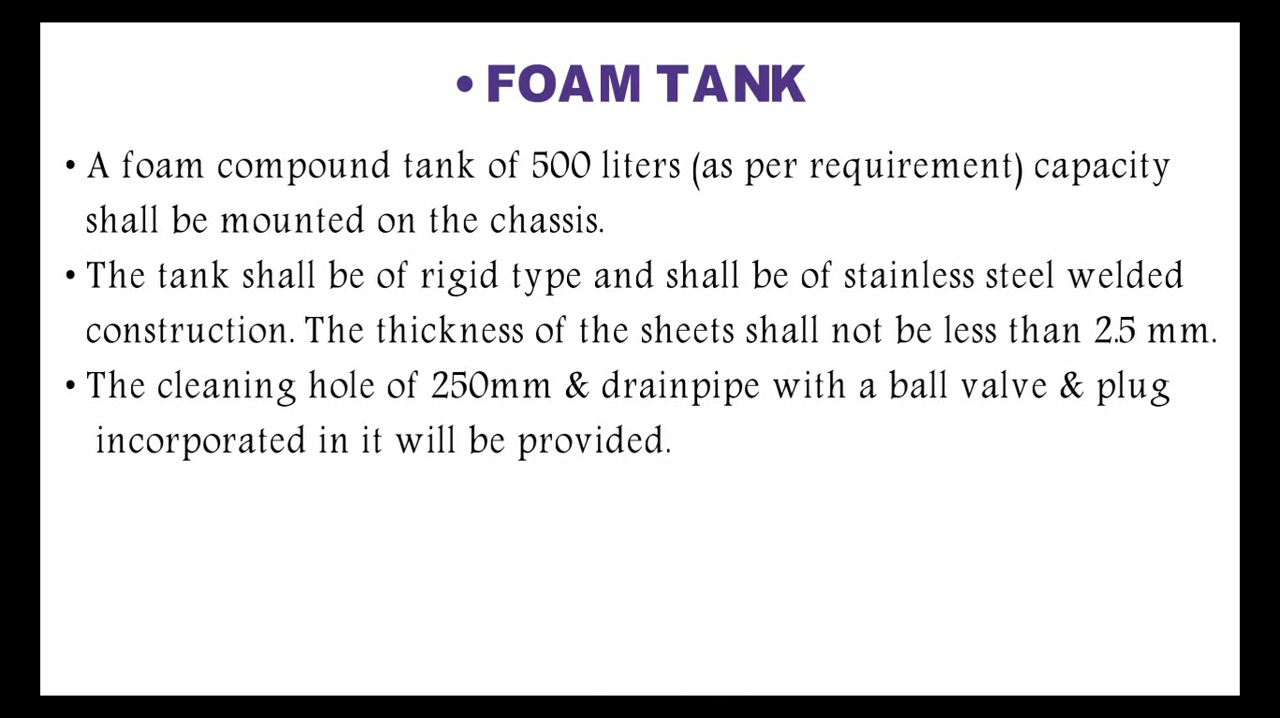 • FOAM TANK
• A foam compound tank of 500 liters (as per requirement) capacity
shall be mounted on the chassis.
• The tank shall be of rigid type and shall be of stainless steel welded
construction. The thickness of the sheets shall not be less than 2.5 mm.
• The cleaning hole of 250mm & drainpipe with a ball valve & plug
incorporated in it will be provided.